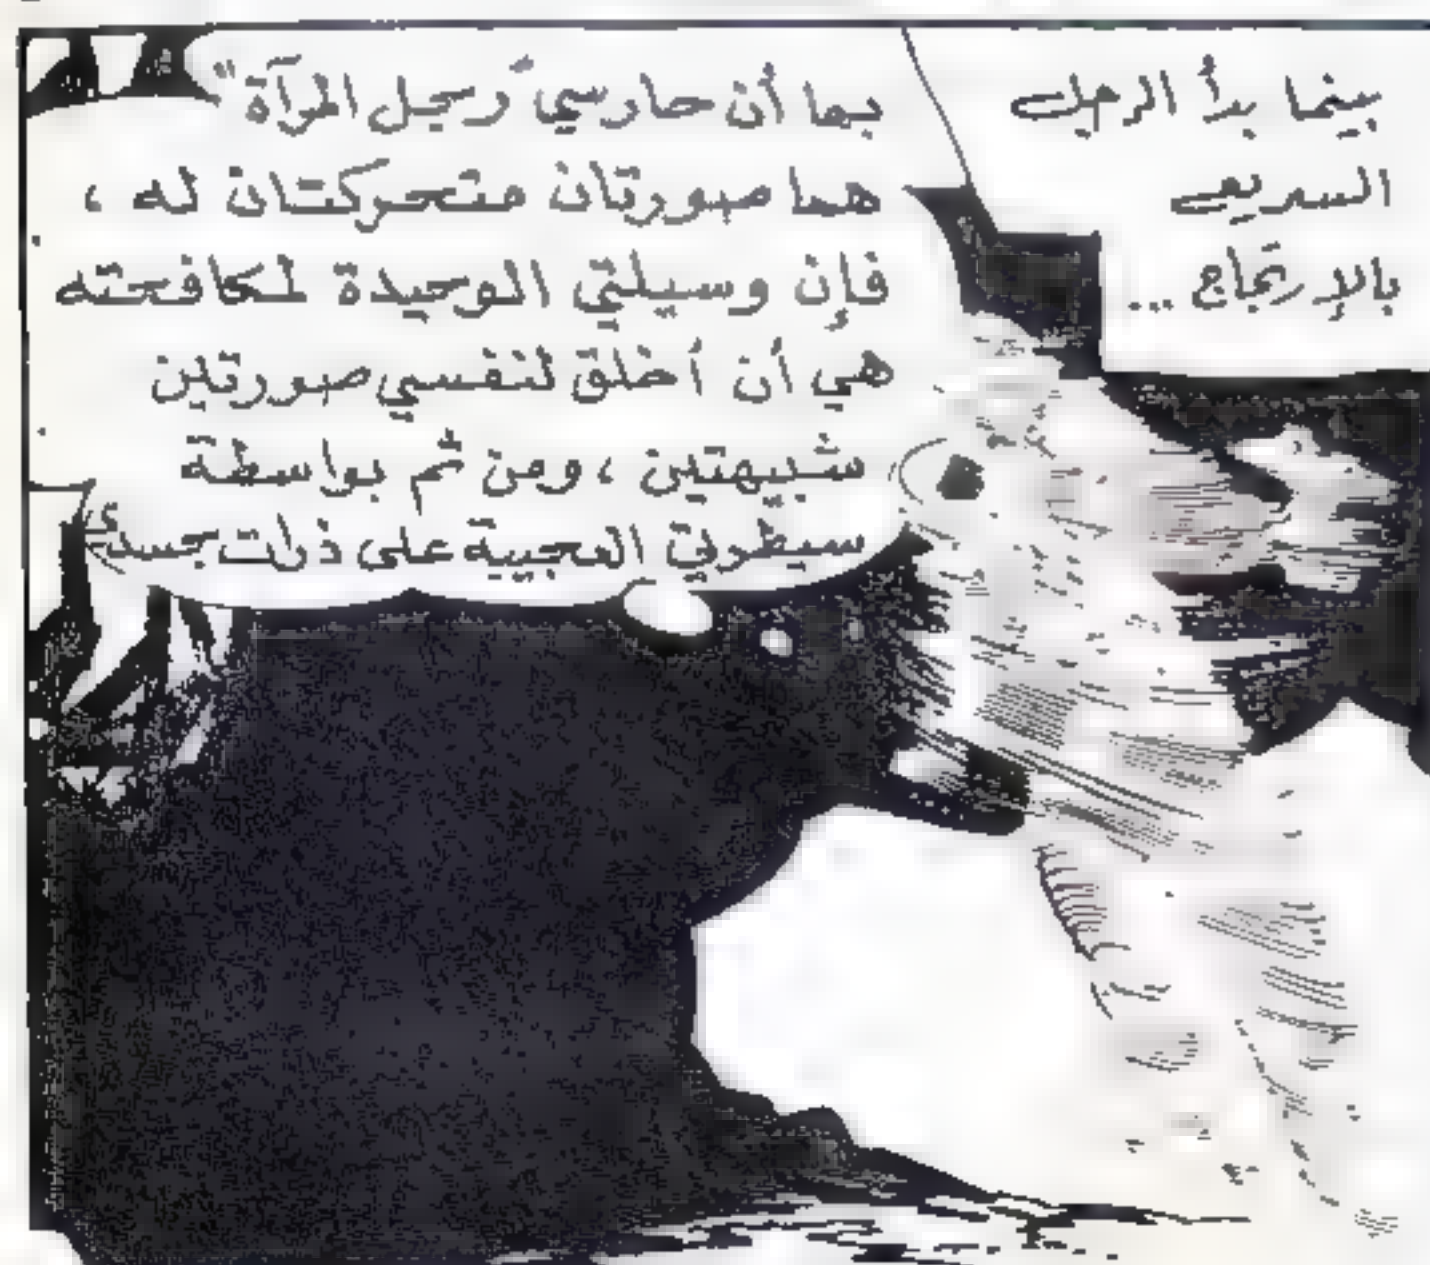 بينما بدأ الرجل
السريع
بالإرتجاج ...
بما أن حارسي "رجل المرآة"
هما صورتان متحركتان له ،
فإن وسيلتي الوحيدة لمكافحته
هي أن أخلق لنفسي صورتين
شبيهتين ، ومن ثم بواسطة
سيطرتي العجيبة على ذرات جسدي